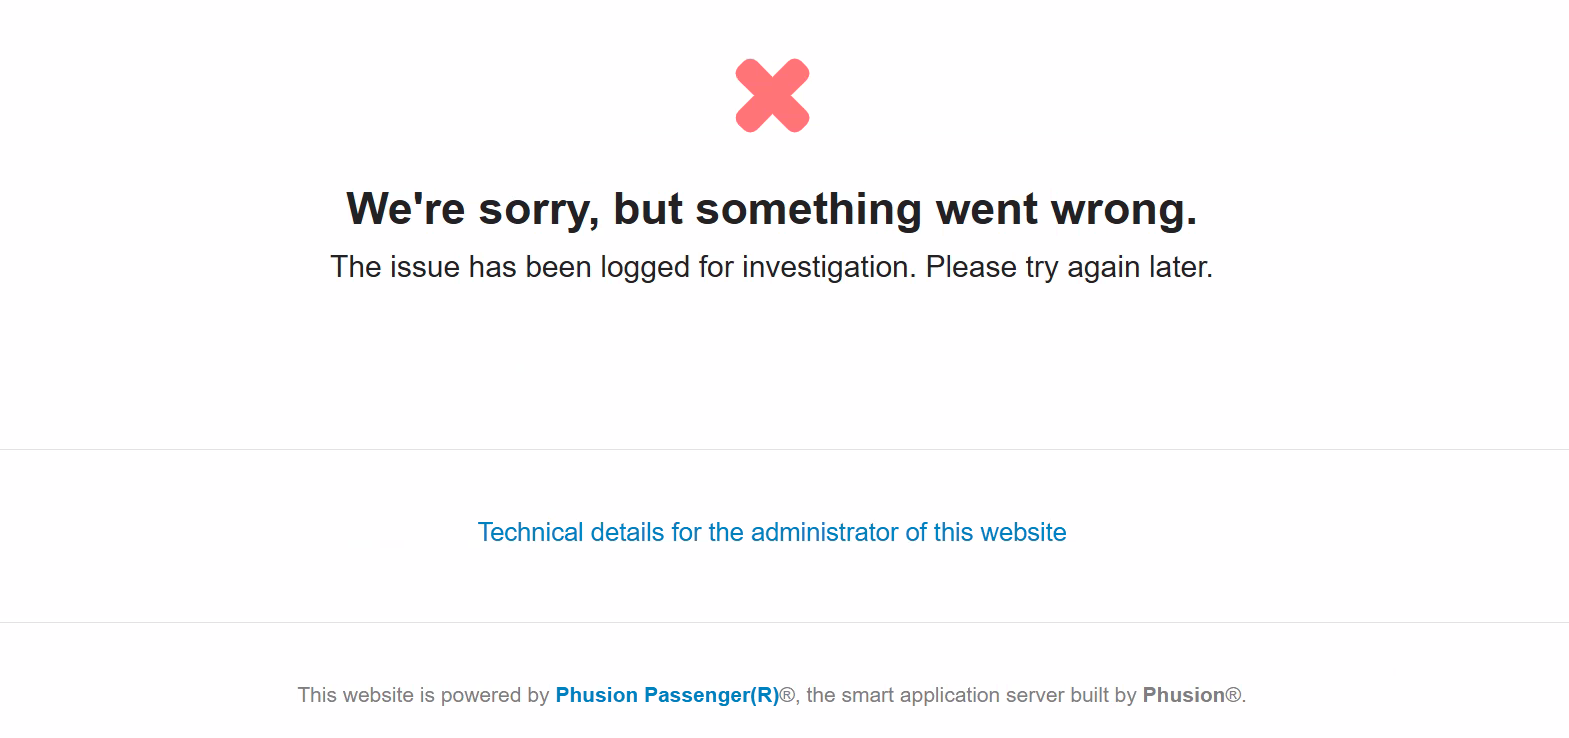 We're sorry, but something went wrong.
The issue has been logged for investigation. Please try again later.
Technical details for the administrator of this website
This website is powered by Phusion Passenger(R)®, the smart application server built by Phusion®.